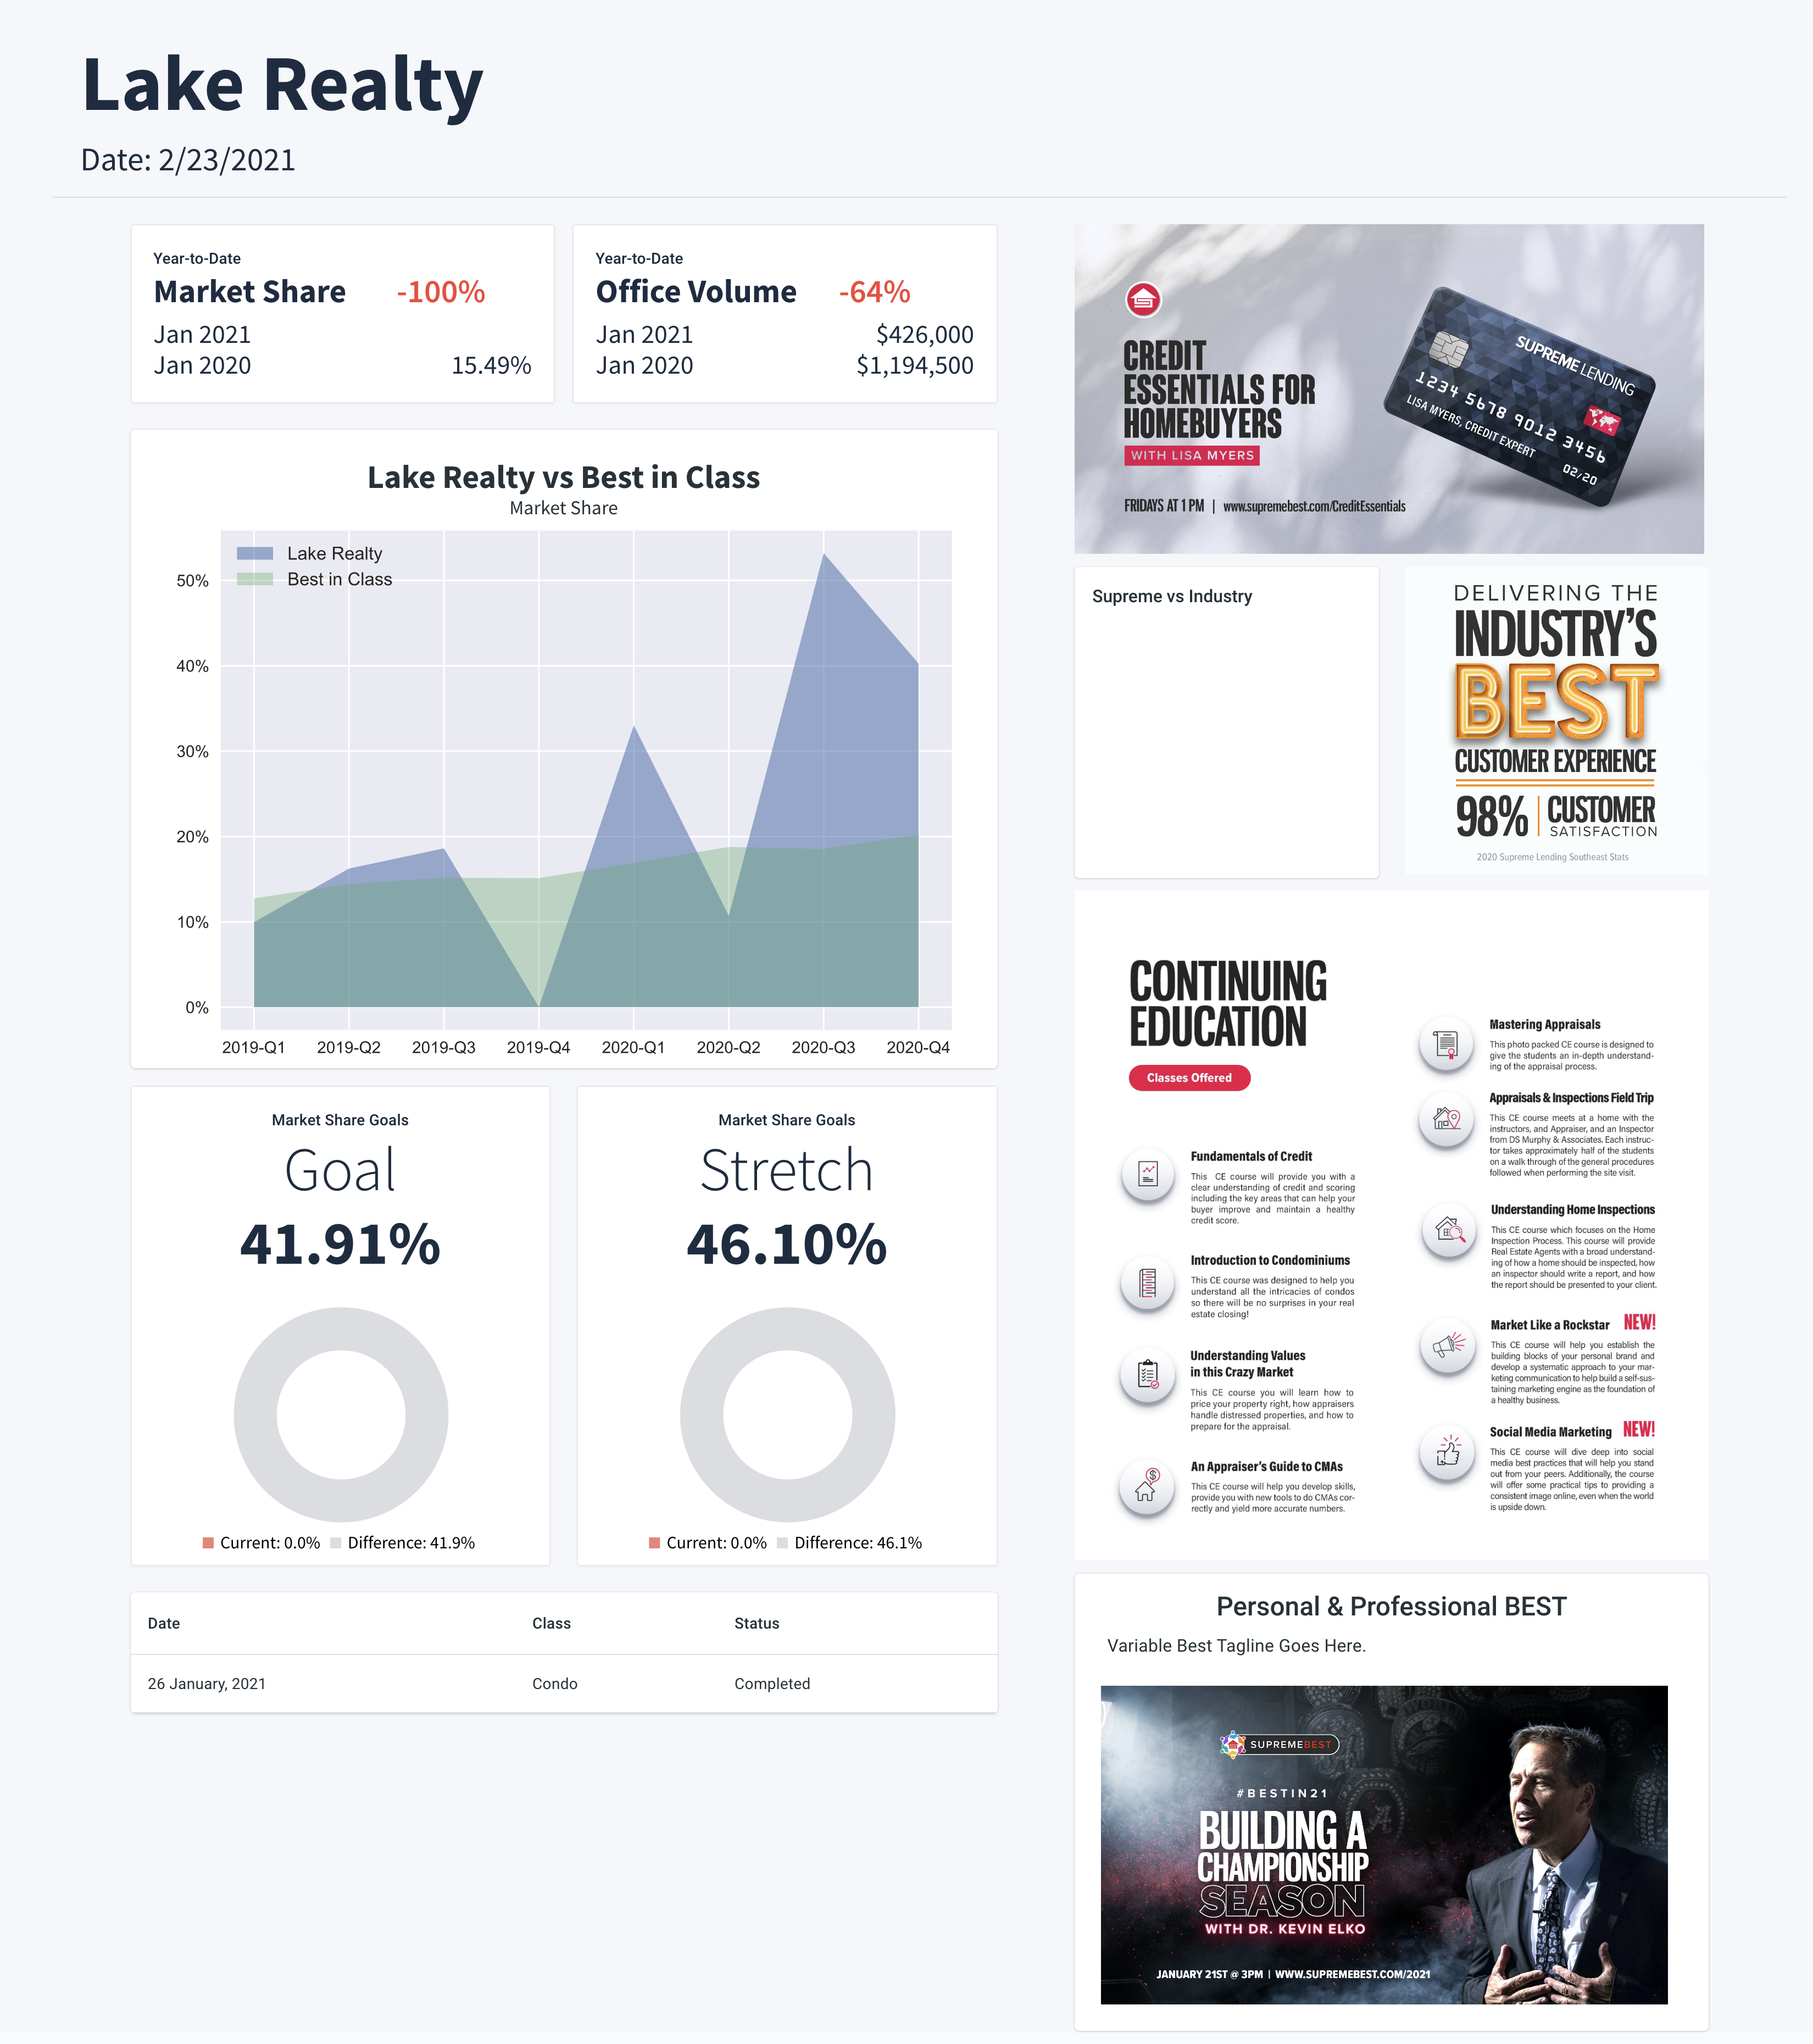 Lake Realty
Date: 2/23/2021
Year-to-Date
Market Share -100%
Jan 2021
Jan 2020 15.49%
Year-to-Date
Office Volume -64%
Jan 2021 $426,000
Jan 2020 $1,194,500
Lake Realty vs Best in Class
Market Share
Lake Realty
Best in Class
50%
40%
30%
20%
10%
0%
2019-Q1 2019-Q2 2019-Q3 2019-Q4 2020-Q1 2020-Q2 2020-Q3 2020-Q4
Market Share Goals
Goal
41.91%
Current: 0.0% Difference: 41.9%
Market Share Goals
Stretch
46.10%
Current: 0.0% Difference: 46.1%
Date Class Status
26 January, 2021 Condo Completed
CREDIT
ESSENTIALS FOR
HOMEBUYERS
WITH LISA MYERS
FRIDAYS AT 1 PM | www.supremebest.com/CreditEssentials
SUPREME LENDING
1234 5678 9012 3456
LISA MYERS, CREDIT EXPERT
02/20
Supreme vs Industry
DELIVERING THE
INDUSTRY'S
BEST
CUSTOMER EXPERIENCE
98% | CUSTOMER
SATISFACTION
2020 Supreme Lending Southeast Stats
CONTINUING
EDUCATION
Classes Offered
Fundamentals of Credit
This CE course will provide you with a
clear understanding of credit and scoring
including the key areas that can help your
buyer improve and maintain a healthy
credit score.
Introduction to Condominiums
This CE course was designed to help you
understand all the intricacies of condos
so there will be no surprises in your real
estate closing!
Understanding Values
in this Crazy Market
This CE course you will learn how to
price your property right, how appraisers
handle distressed properties, and how to
prepare for the appraisal.
An Appraiser's Guide to CMAs
This CE course will help you develop skills,
provide you with new tools to do CMAs cor-
rectly and yield more accurate numbers.
Mastering Appraisals
This photo packed CE course is designed to
give the students an in-depth understand-
ing of the appraisal process.
Appraisals & Inspections Field Trip
This CE course meets at a home with the
instructors, and Appraiser, and an Inspector
from DS Murphy & Associates. Each instruc-
tor takes approximately half of the students
on a walk through of the general procedures
followed when performing the site visit.
Understanding Home Inspections
This CE course which focuses on the Home
Inspection Process. This course will provide
Real Estate Agents with a broad understand-
ing of how a home should be inspected, how
an inspector should write a report, and how
the report should be presented to your client.
Market Like a Rockstar NEW!
This CE course will help you establish the
building blocks of your personal brand and
develop a systematic approach to your mar-
keting communication to help build a self-sus-
taining marketing engine as the foundation of
a healthy business.
Social Media Marketing NEW!
This CE course will dive deep into social
media best practices that will help you stand
out from your peers. Additionally, the course
will offer some practical tips to providing a
consistent image online, even when the world
is upside down.
Personal & Professional BEST
Variable Best Tagline Goes Here.
SUPREMEBEST
#BESTIN21
BUILDING A
CHAMPIONSHIP
SEASON
WITH DR. KEVIN ELKO
JANUARY 21ST @ 3PM | WWW.SUPREMEBEST.COM/2021